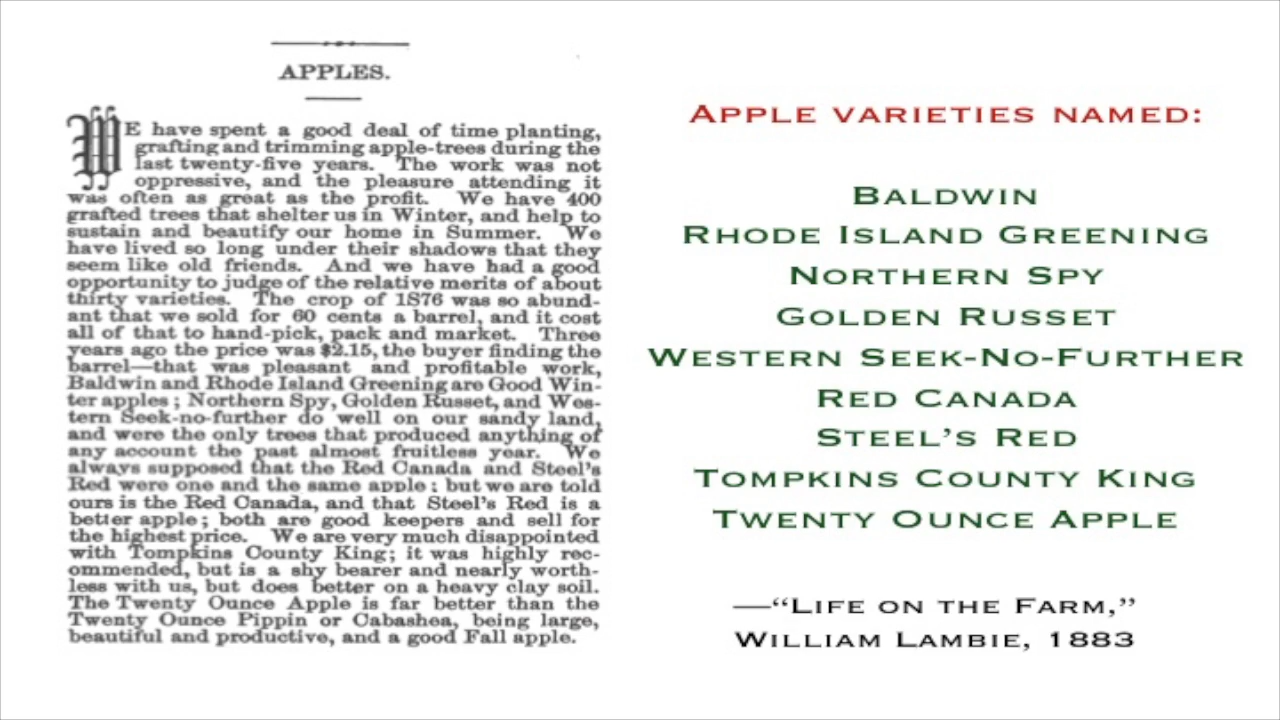 APPLES.
WE have spent a good deal of time planting,
grafting and trimming apple-trees during the
last twenty-five years. The work was not
oppressive, and the pleasure attending it
was often as great as the profit. We have 400
grafted trees that shelter us in Winter, and help to
sustain and beautify our home in Summer. We
have lived so long under their shadows that they
seem like old friends. And we have had a good
opportunity to judge of the relative merits of about
thirty varieties. The crop of 1876 was so abund-
ant that we sold for 60 cents a barrel, and it cost
all of that to hand-pick, pack and market. Three
years ago the price was $2.15, the buyer finding the
barrel—that was pleasant and profitable work,
Baldwin and Rhode Island Greening are Good Win-
ter apples; Northern Spy, Golden Russet, and Wes-
tern Seek-no-further do well on our sandy land,
and were the only trees that produced anything of
any account the past almost fruitless year. We
always supposed that the Red Canada and Steel's
Red were one and the same apple; but we are told
ours is the Red Canada, and that Steel's Red is a
better apple; both are good keepers and sell for
the highest price. We are very much disappointed
with Tompkins County King; it was highly rec-
ommended, but is a shy bearer and nearly worth-
less with us, but does better on a heavy clay soil.
The Twenty Ounce Apple is far better than the
Twenty Ounce Pippin or Cabashea, being large,
beautiful and productive, and a good Fall apple.
APPLE VARIETIES NAMED:
BALDWIN
RHODE ISLAND GREENING
NORTHERN SPY
GOLDEN RUSSET
WESTERN SEEK-NO-FURTHER
RED CANADA
STEEL'S RED
TOMPKINS COUNTY KING
TWENTY OUNCE APPLE
—“LIFE ON THE FARM,”
WILLIAM LAMBIE, 1883